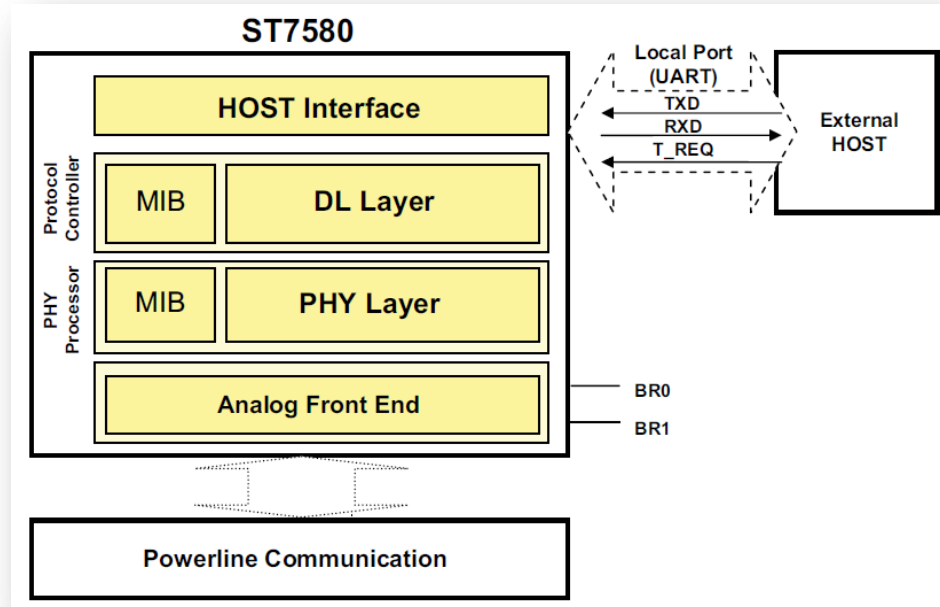 ST7580
HOST Interface
Protocol
Controller
MIB
DL Layer
PHY
Processor
MIB
PHY Layer
Analog Front End
Local Port
(UART)
TXD
RXD
T_REQ
External
HOST
BR0
BR1
Powerline Communication